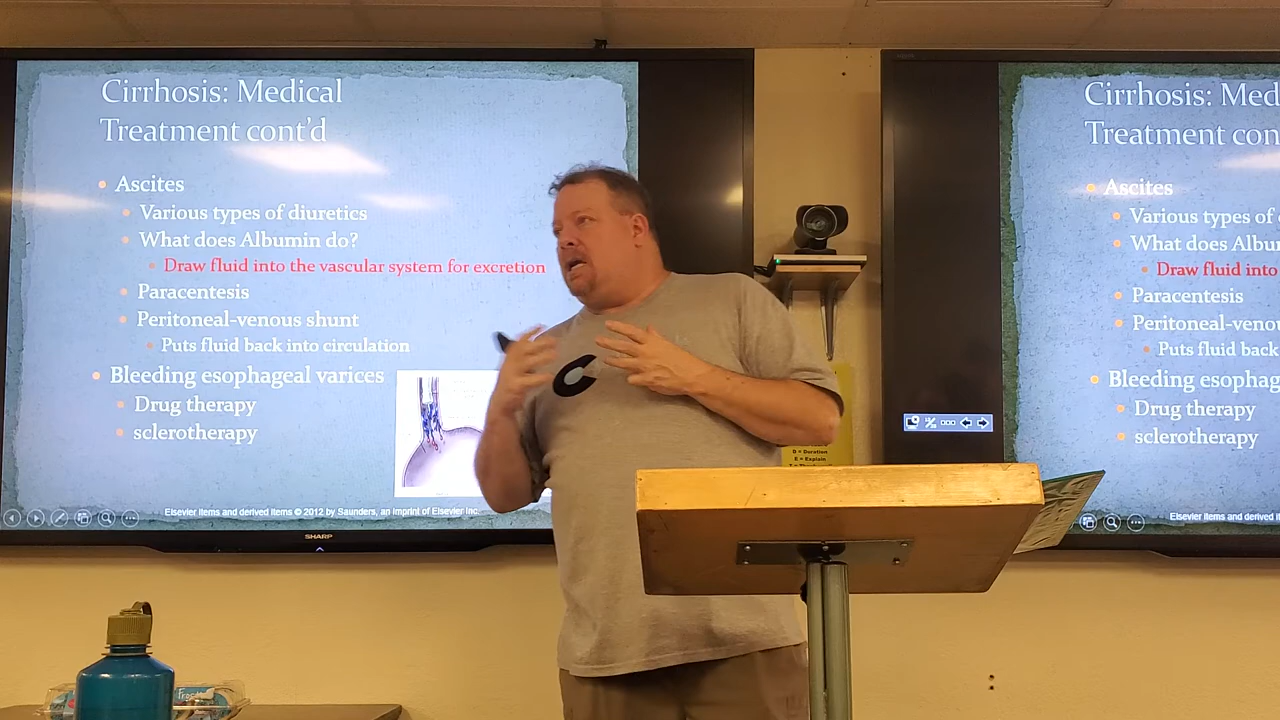 Cirrhosis: Medical
Treatment cont'd
Ascites
Various types of diuretics
What does Albumin do?
Draw fluid into the vascular system for excretion
Paracentesis
Peritoneal-venous shunt
Puts fluid back into circulation
Bleeding esophageal varices
Drug therapy
sclerotherapy
Elsevier items and derived items © 2012 by Saunders, an imprint of Elsevier Inc.
SHARP
C
D = Duration
E = Explain
Cirrhosis: Med
Treatment con
Ascites
Various types of
What does Albu
Draw fluid into
Paracentesis
Peritoneal-veno
Puts fluid back
Bleeding esophag
Drug therapy
sclerotherapy
Elsevier items and derived